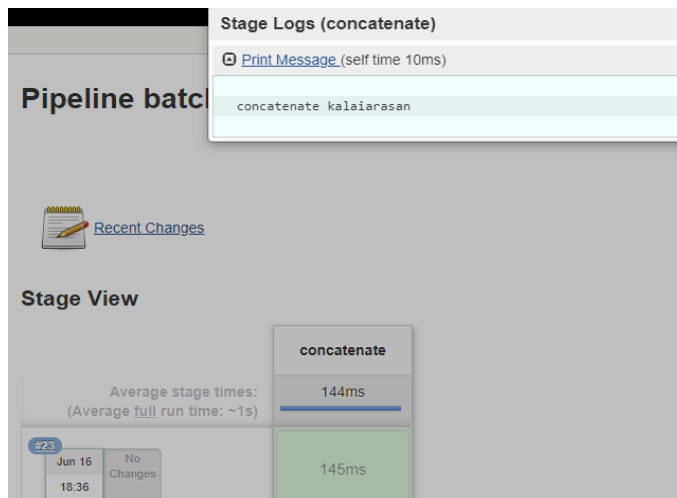 Stage Logs (concatenate)
Print Message (self time 10ms)
concatenate kalaiarasan
Pipeline batc
Recent Changes
Stage View
concatenate
Average stage times:
(Average full run time: ~1s)
144ms
#23
Jun 16
18:36
No
Changes
145ms